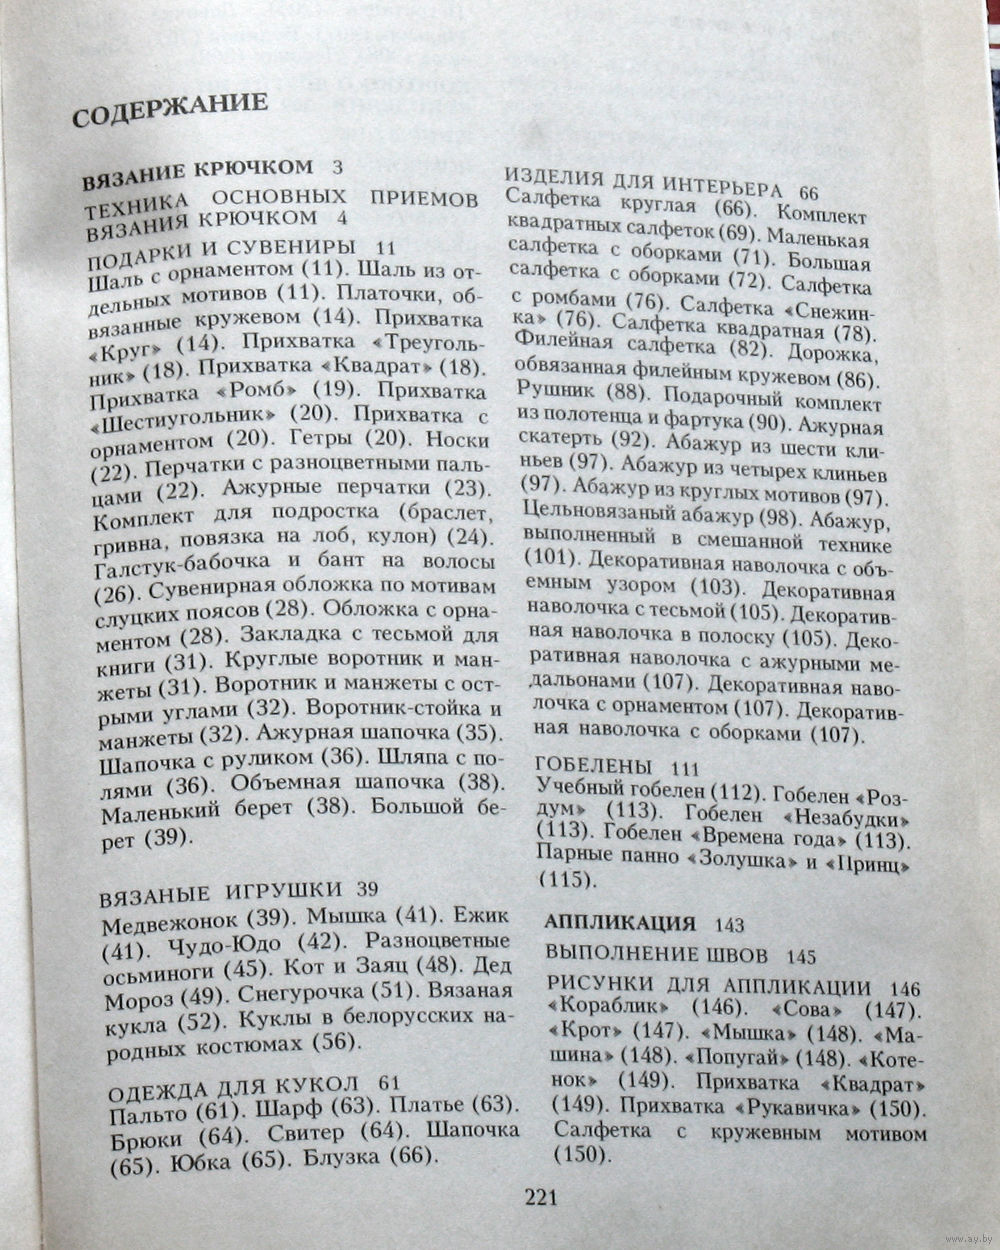 СОДЕРЖАНИЕ
ВЯЗАНИЕ КРЮЧКОМ 3
ТЕХНИКА ОСНОВНЫХ ПРИЕМОВ
ВЯЗАНИЯ КРЮЧКОМ 4
ПОДАРКИ И СУВЕНИРЫ 11
Шаль с орнаментом (11). Шаль из от-
дельных мотивов (11). Платочки, об-
вязанные кружевом (14). Прихватка
«Круг» (14). Прихватка «Треуголь-
ник» (18). Прихватка «Квадрат» (18).
Прихватка «Ромб» (19). Прихватка
«Шестиугольник» (20). Прихватка с
орнаментом (20). Гетры (20). Носки
(22). Перчатки с разноцветными паль-
цами (22). Ажурные перчатки (23).
Комплект для подростка (браслет,
гривна, повязка на лоб, кулон) (24).
Галстук-бабочка и бант на волосы
(26). Сувенирная обложка по мотивам
слуцких поясов (28). Обложка с орна-
ментом (28). Закладка с тесьмой для
книги (31). Круглые воротник и ман-
жеты (31). Воротник и манжеты с ост-
рыми углами (32). Воротник-стойка и
манжеты (32). Ажурная шапочка (35).
Шапочка с руликом (36). Шляпа с по-
лями (36). Объемная шапочка (38).
Маленький берет (38). Большой бе-
рет (39).
ВЯЗАНЫЕ ИГРУШКИ 39
Медвежонок (39). Мышка (41). Ежик
(41). Чудо-Юдо (42). Разноцветные
осьминоги (45). Кот и Заяц (48). Дед
Мороз (49). Снегурочка (51). Вязаная
кукла (52). Куклы в белорусских на-
родных костюмах (56).
ОДЕЖДА ДЛЯ КУКОЛ 61
Пальто (61). Шарф (63). Платье (63).
Брюки (64). Свитер (64). Шапочка
(65). Юбка (65). Блузка (66).
ИЗДЕЛИЯ ДЛЯ ИНТЕРЬЕРА 66
Салфетка круглая (66). Комплект
квадратных салфеток (69). Маленькая
салфетка с оборками (71). Большая
салфетка с оборками (72). Салфетка
с ромбами (76). Салфетка «Снежин-
ка» (76). Салфетка квадратная (78).
Филейная салфетка (82). Дорожка,
обвязанная филейным кружевом (86).
Рушник (88). Подарочный комплект
из полотенца и фартука (90). Ажурная
скатерть (92). Абажур из шести кли-
ньев (97). Абажур из четырех клиньев
(97). Абажур из круглых мотивов (97).
Цельновязаный абажур (98). Абажур,
выполненный в смешанной технике
(101). Декоративная наволочка с объ-
емным узором (103). Декоративная
наволочка с тесьмой (105). Декоратив-
ная наволочка в полоску (105). Деко-
ративная наволочка с ажурными ме-
дальонами (107). Декоративная наво-
лочка с орнаментом (107). Декоратив-
ная наволочка с оборками (107).
ГОБЕЛЕНЫ 111
Учебный гобелен (112). Гобелен «Роз-
дум» (113). Гобелен «Незабудки»
(113). Гобелен «Времена года» (113).
Парные панно «Золушка» и «Принц»
(115).
АППЛИКАЦИЯ 143
ВЫПОЛНЕНИЕ ШВОВ 145
РИСУНКИ ДЛЯ АППЛИКАЦИИ 146
«Кораблик» (146). «Сова» (147).
«Крот» (147). «Мышка» (148). «Ма-
шина» (148). «Попугай» (148). «Коте-
нок» (149). Прихватка «Квадрат»
(149). Прихватка «Рукавичка» (150).
Салфетка с кружевным мотивом
(150).
221
www.ay.by